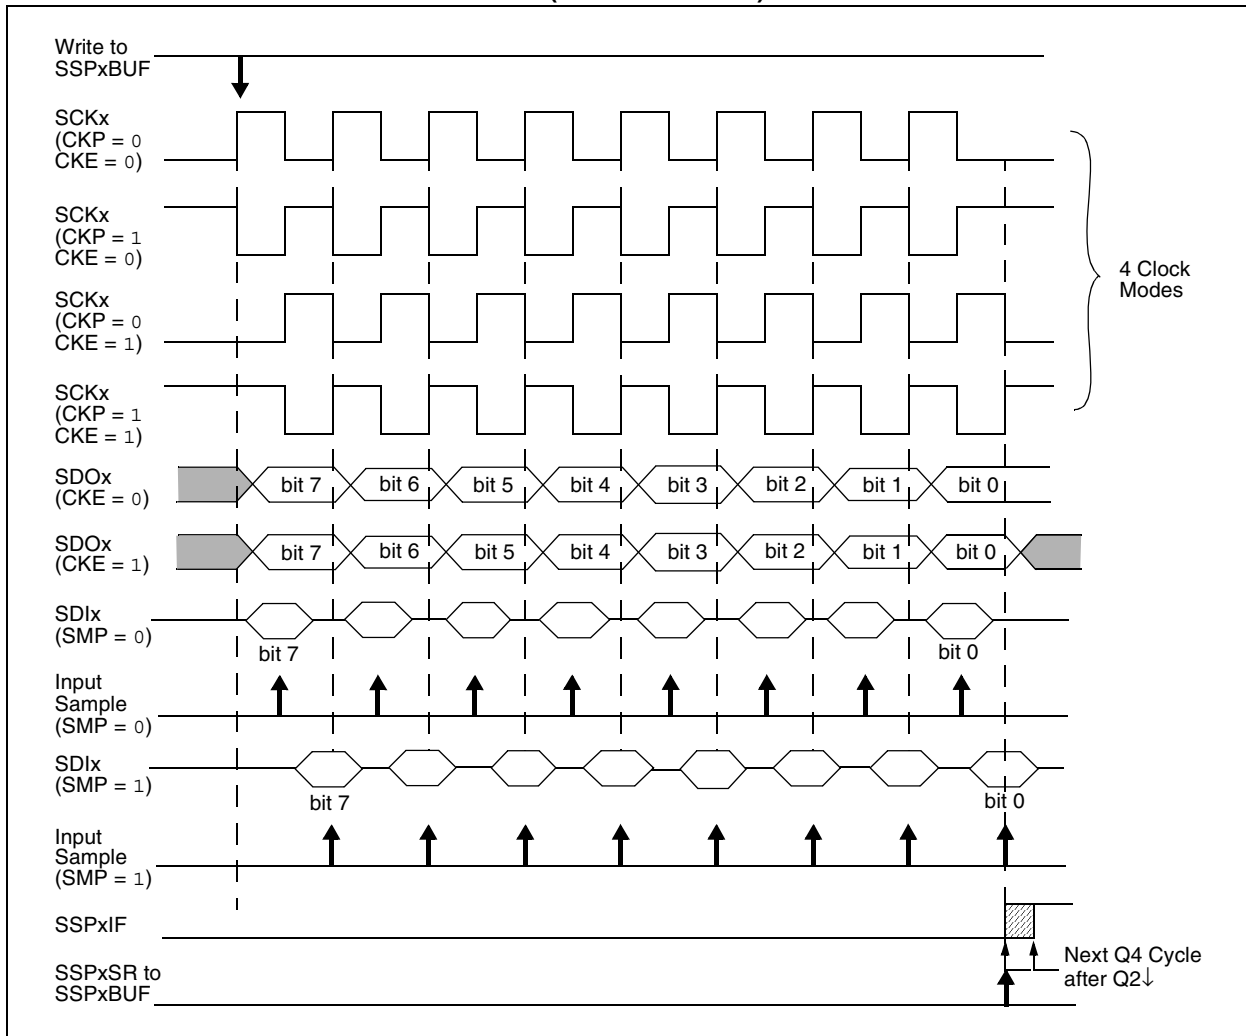 Write to
SSPxBUF
SCKx
(CKP = 0
CKE = 0)
SCKx
(CKP = 1
CKE = 0)
4 Clock
Modes
SCKx
(CKP = 0
CKE = 1)
SCKx
(CKP = 1
CKE = 1)
SDOx
(CKE = 0)
bit 7 bit 6 bit 5 bit 4 bit 3 bit 2 bit 1 bit 0
SDOx
(CKE = 1)
bit 7 bit 6 bit 5 bit 4 bit 3 bit 2 bit 1 bit 0
SDIx
(SMP = 0)
bit 7 bit 0
Input
Sample
(SMP = 0)
SDIx
(SMP = 1)
bit 7 bit 0
Input
Sample
(SMP = 1)
SSPxIF
Next Q4 Cycle
after Q2↓
SSPxSR to
SSPxBUF